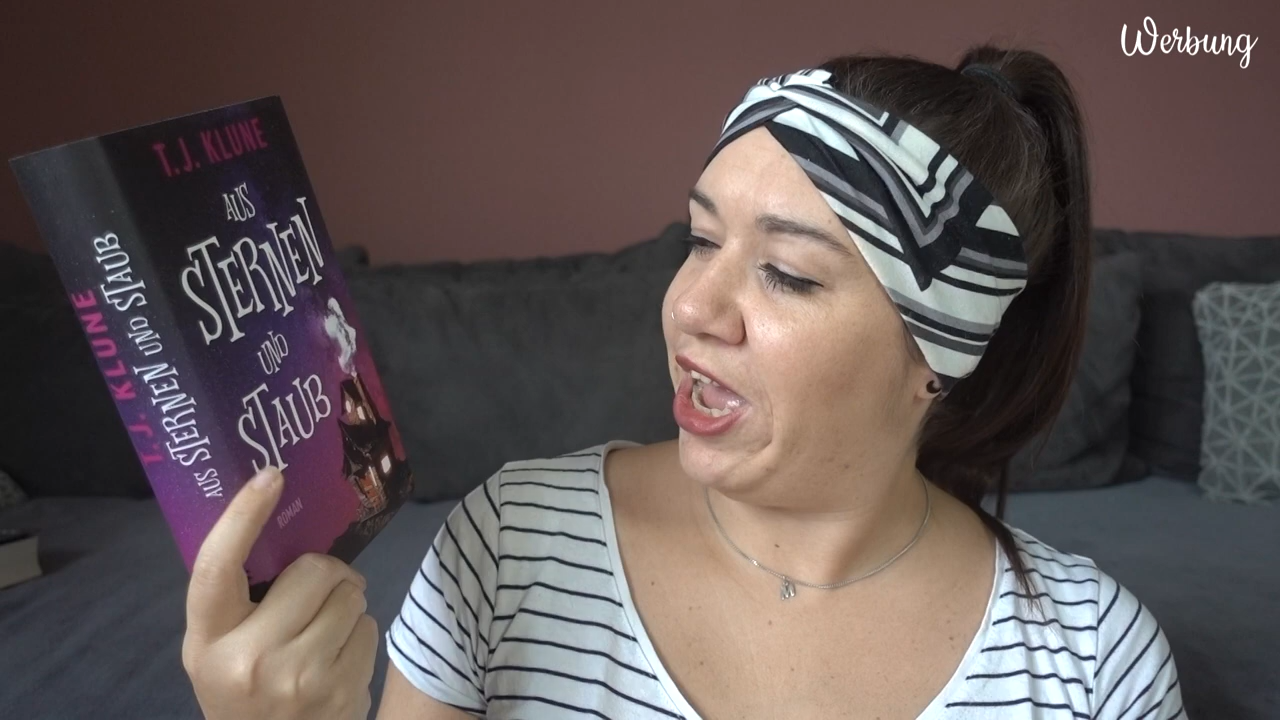 Werbung
T.J. KLUNE
AUS
STERNEN
UND
STAUB
ROMAN
T.J. KLUNE
AUS STERNEN UND STAUB